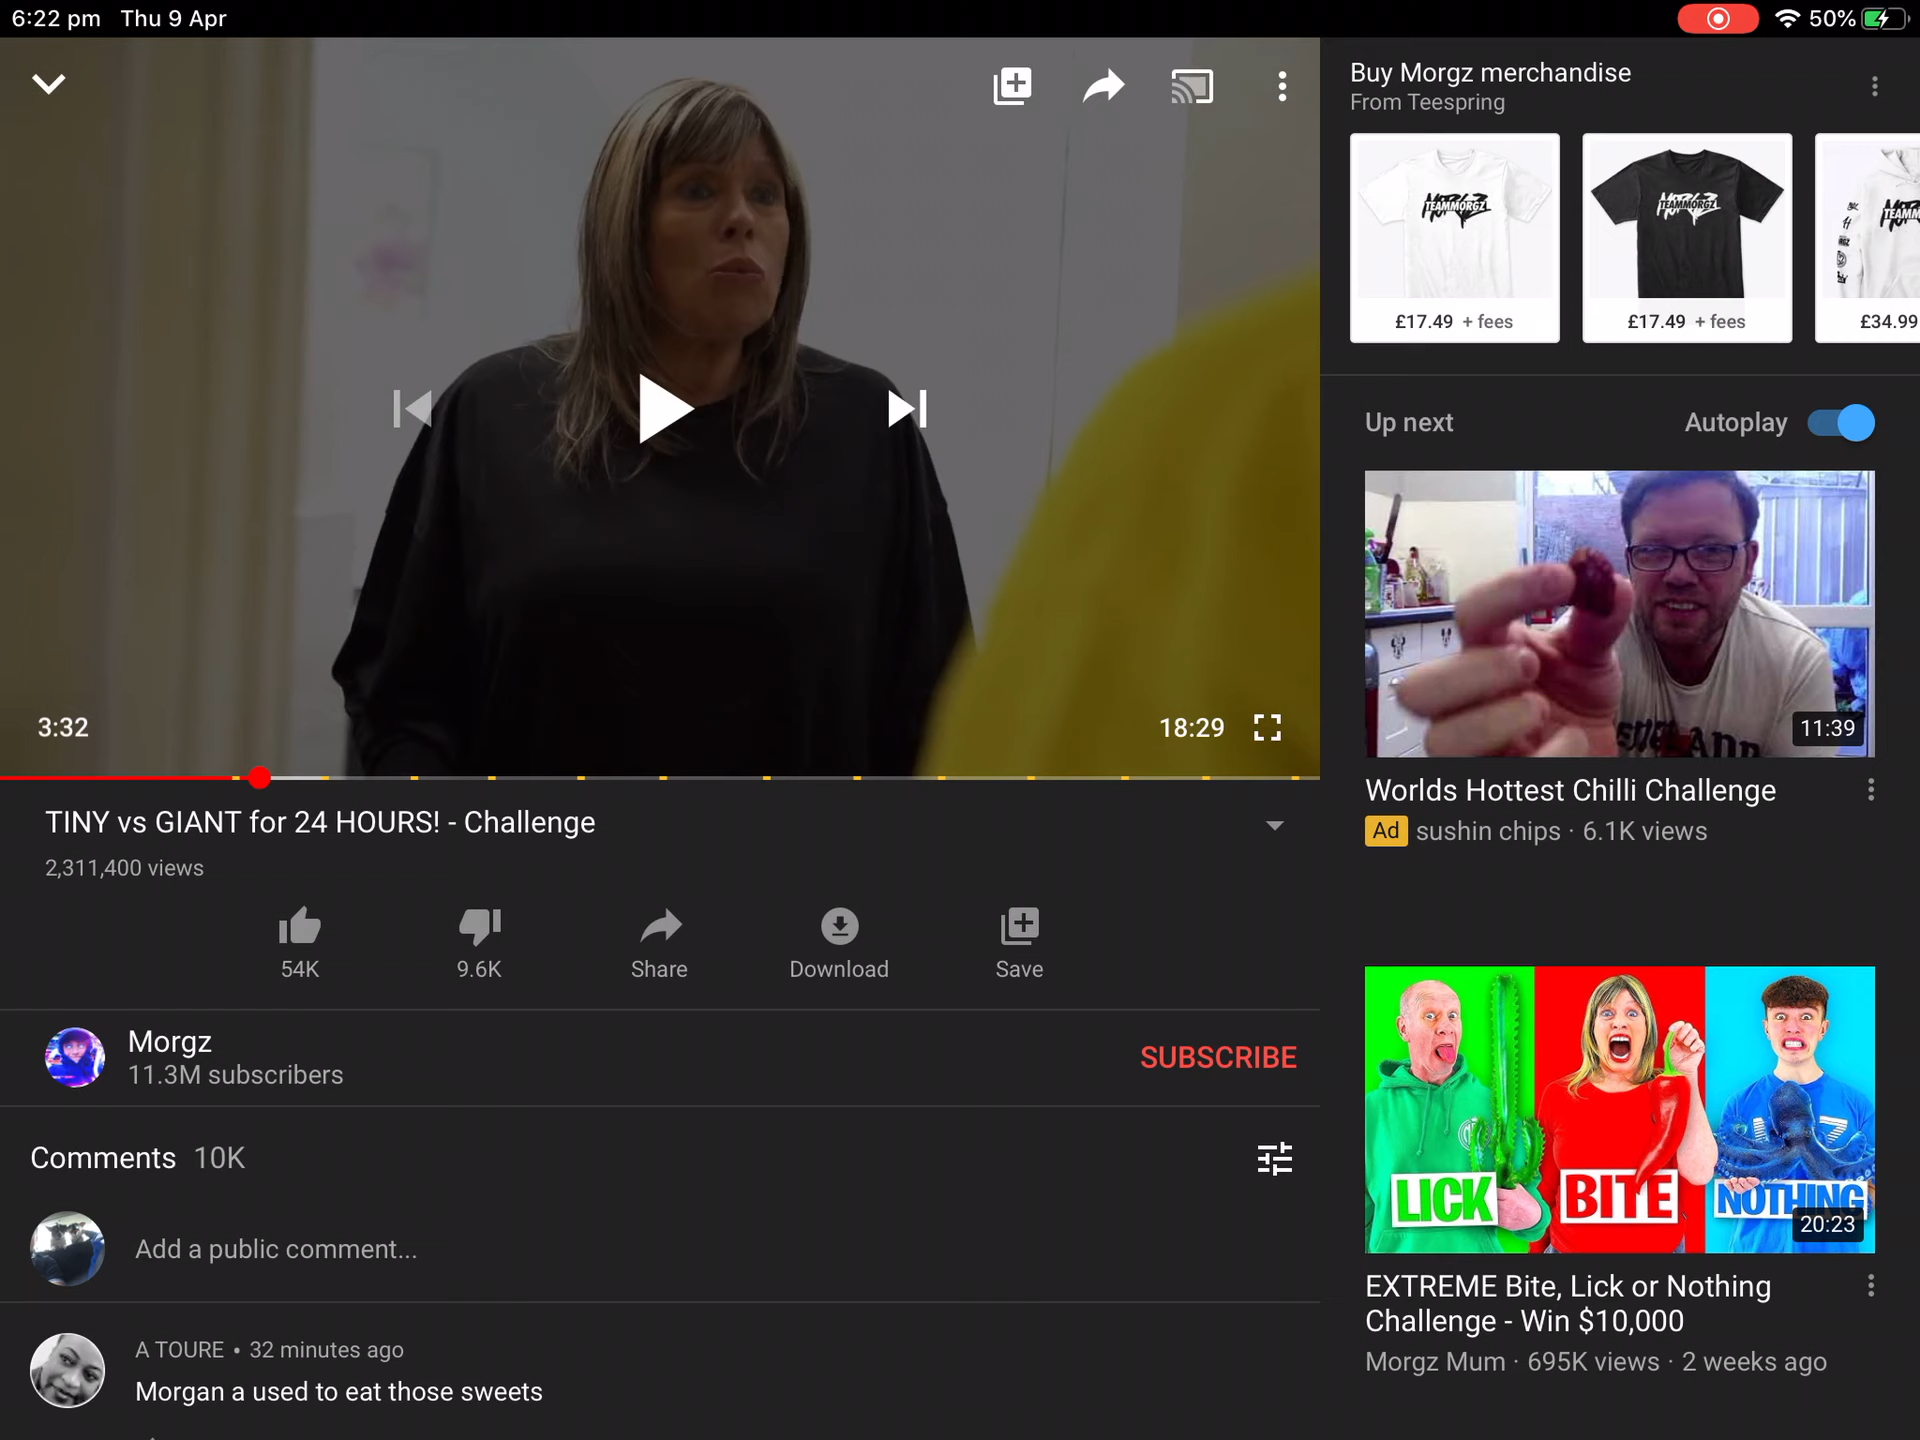 6:22 pm Thu 9 Apr
50%
3:32
18:29
TINY vs GIANT for 24 HOURS! - Challenge
2,311,400 views
54K
9.6K
Share
Download
Save
Morgz
11.3M subscribers
SUBSCRIBE
Comments 10K
Add a public comment...
A TOURE • 32 minutes ago
Morgan a used to eat those sweets
Buy Morgz merchandise
From Teespring
TEAMMORGZ
TEAMMORGZ
£17.49 + fees
£17.49 + fees
£34.99
Up next
Autoplay
11:39
Worlds Hottest Chilli Challenge
Ad sushin chips · 6.1K views
LICK
BITE
NOTHING
20:23
EXTREME Bite, Lick or Nothing
Challenge - Win $10,000
Morgz Mum · 695K views · 2 weeks ago